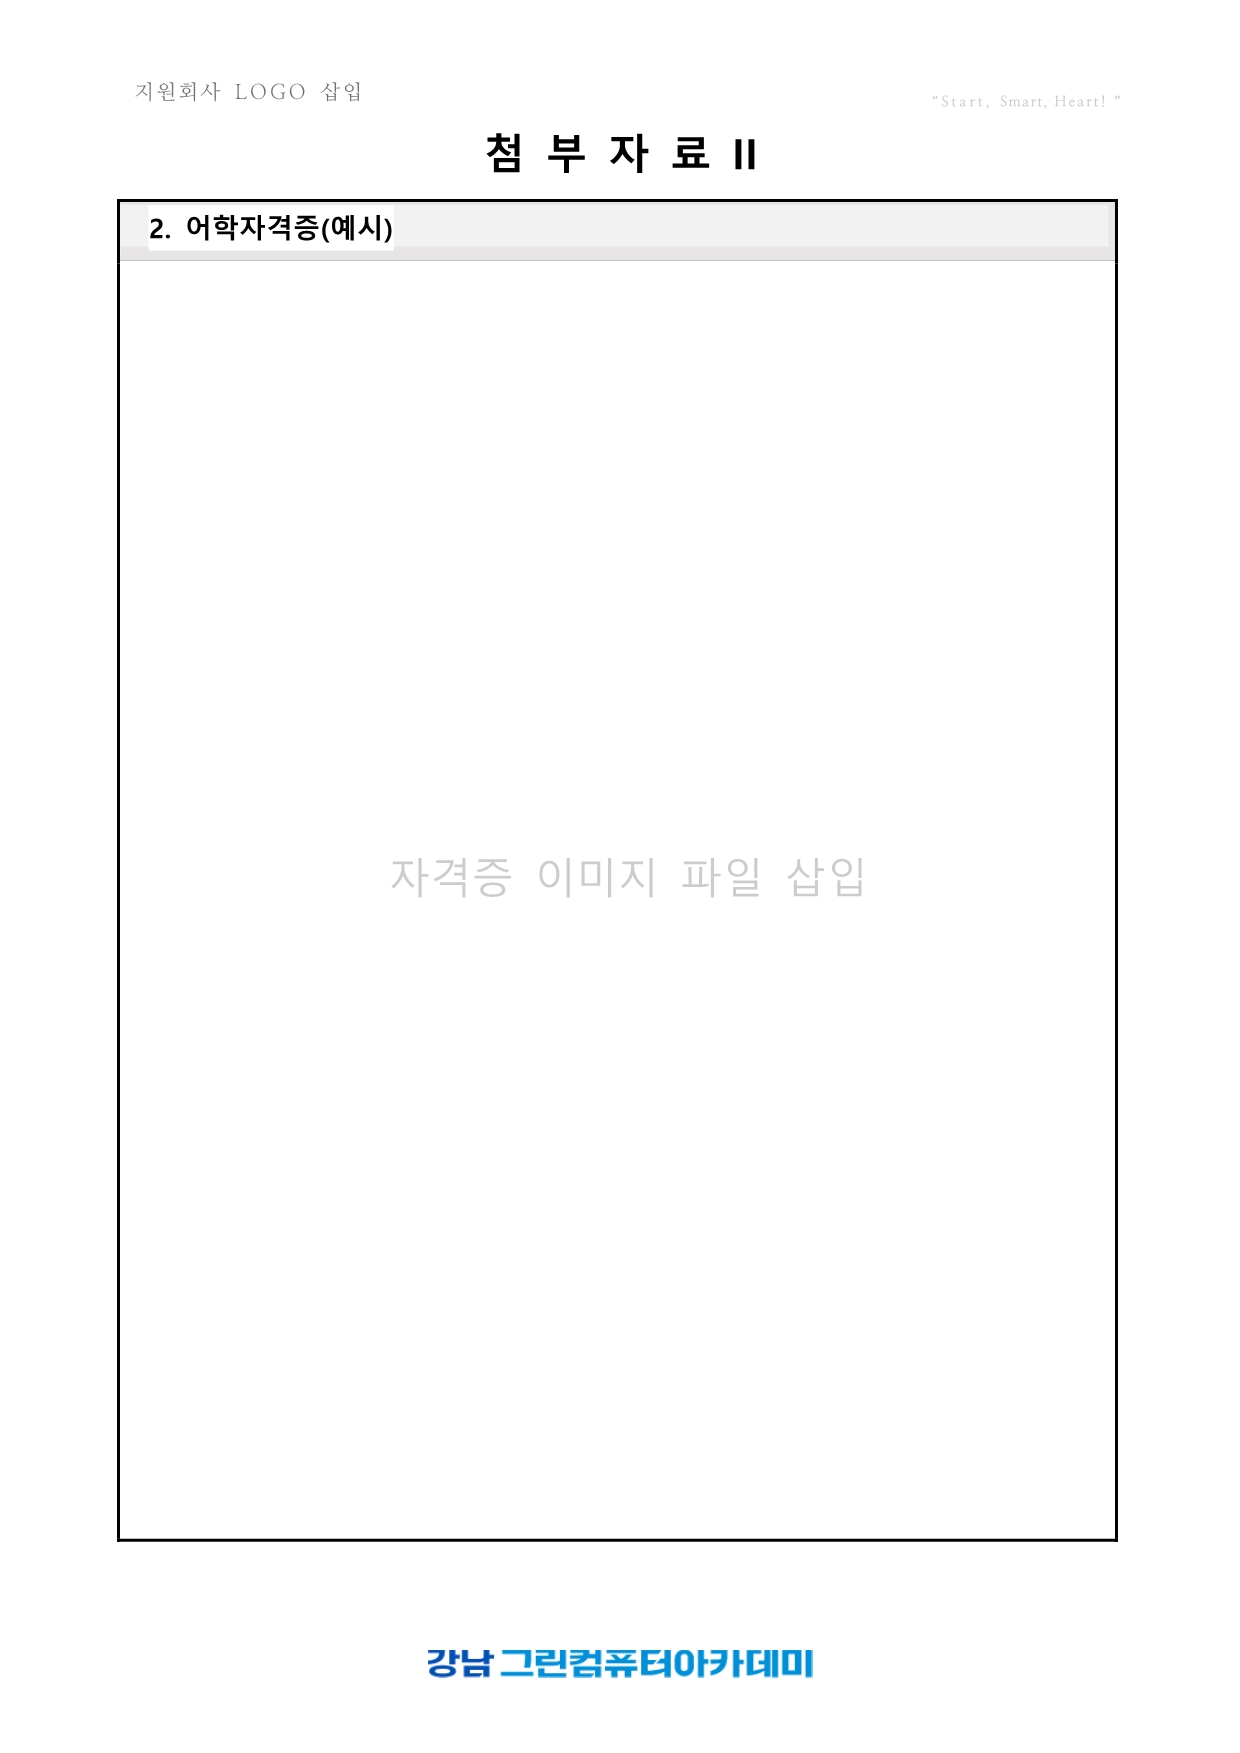 지원회사 LOGO 삽입
“Start, Smart, Heart! ”
첨 부 자 료 II
2. 어학자격증(예시)
자격증 이미지 파일 삽입
강남 그린컴퓨터아카데미